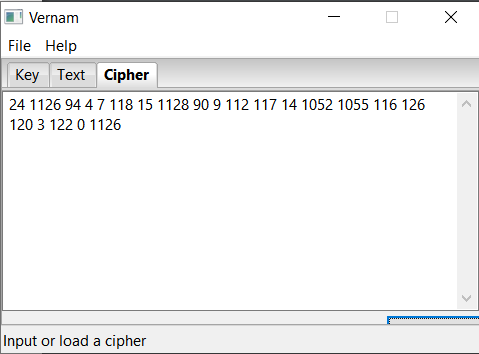 Vernam
File Help
Key Text Cipher
24 1126 94 4 7 118 15 1128 90 9 112 117 14 1052 1055 116 126
120 3 122 0 1126
Input or load a cipher